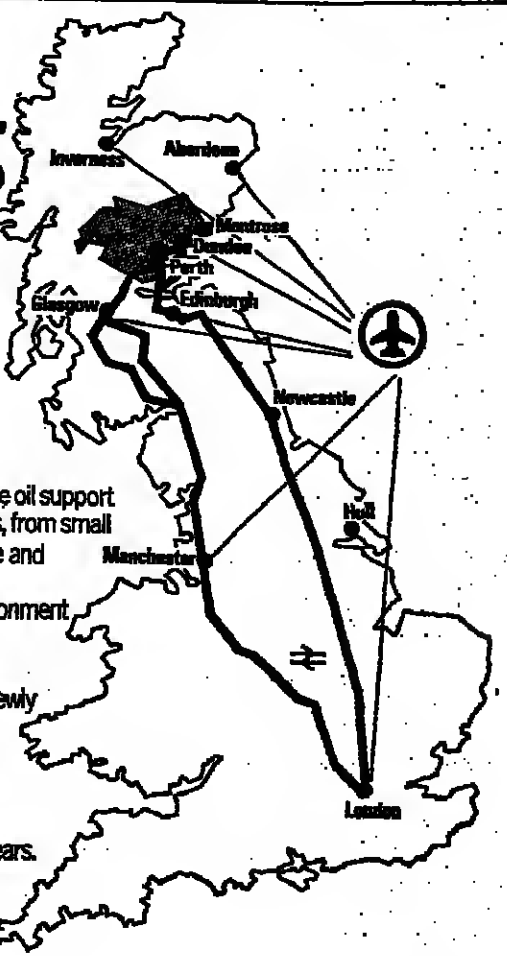 Aberdeen
Inverness
Montrose
Dundee
Perth
Glasgow
Edinburgh
Newcastle
e oil support
s, from small
Hull
e and
Manchester
onment
ewly
London
ears.